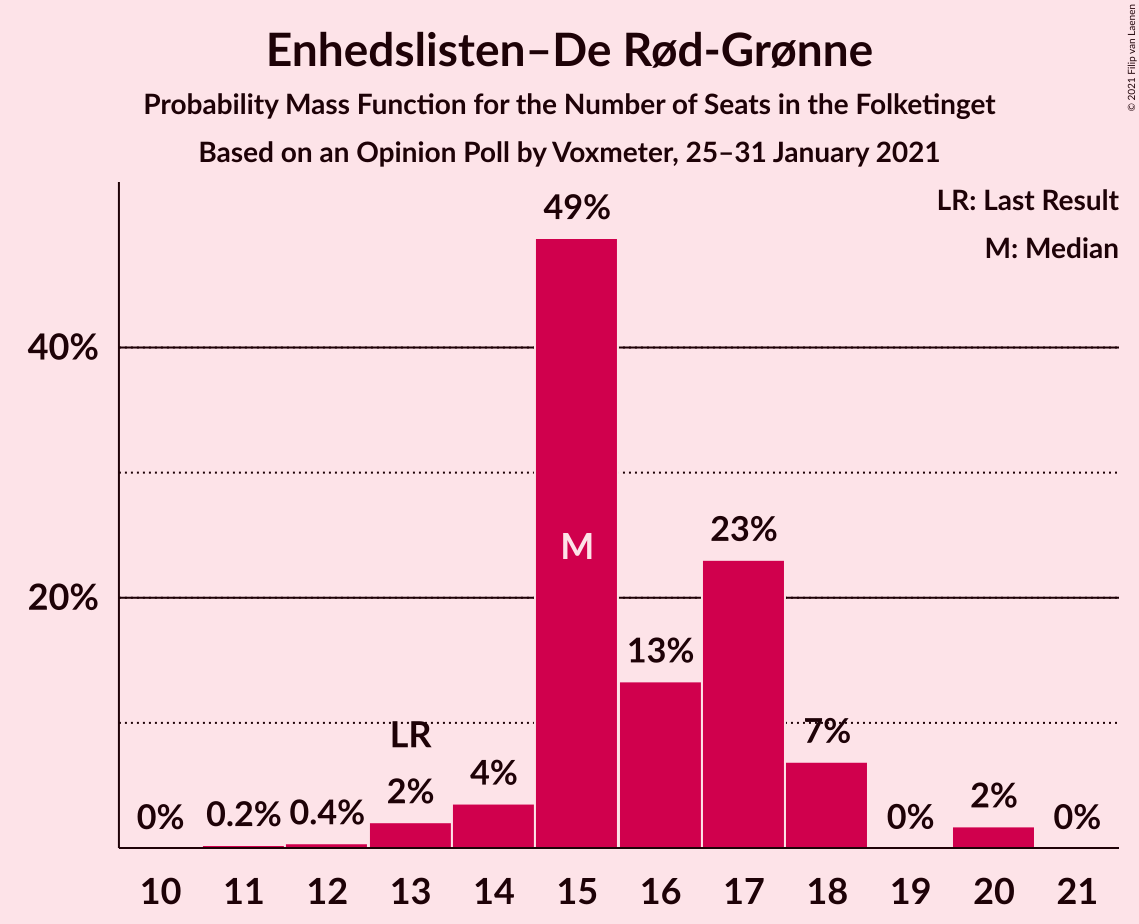 Enhedslisten–De Rød-Grønne
Probability Mass Function for the Number of Seats in the Folketinget
Based on an Opinion Poll by Voxmeter, 25–31 January 2021
© 2021 Filip van Laenen
LR: Last Result
M: Median
40%
20%
0%
0.2%
0.4%
LR
2%
4%
49%
M
13%
23%
7%
0%
2%
0%
10 11 12 13 14 15 16 17 18 19 20 21